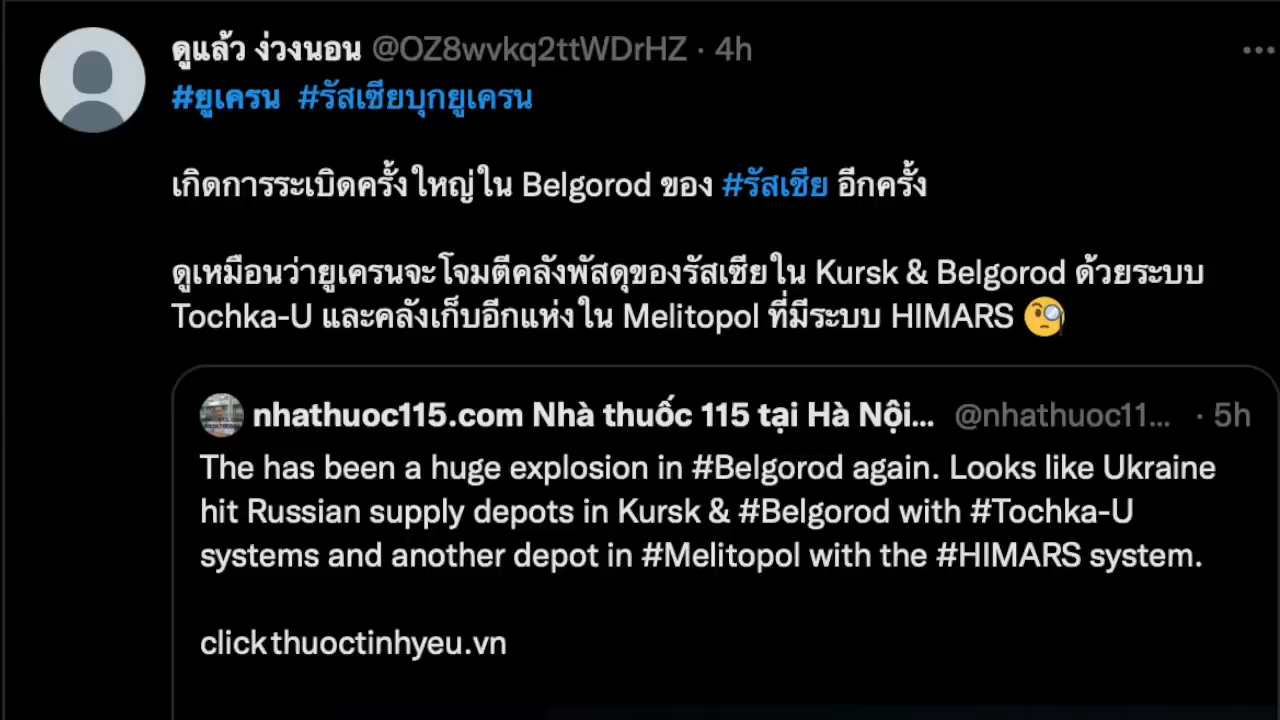 ดูแล้ว ง่วงนอน @OZ8wvkq2ttWDrHZ · 4h
#ยูเครน #รัสเซียบุกยูเครน
เกิดการระเบิดครั้งใหญ่ใน Belgorod ของ #รัสเซีย อีกครั้ง
ดูเหมือนว่ายูเครนจะโจมตีคลังพัสดุของรัสเซียใน Kursk & Belgorod ด้วยระบบ
Tochka-U และคลังเก็บอีกแห่งใน Melitopol ที่มีระบบ HIMARS 🧐
nhathuoc115.com Nhà thuốc 115 tại Hà Nội... @nhathuoc11... · 5h
The has been a huge explosion in #Belgorod again. Looks like Ukraine
hit Russian supply depots in Kursk & #Belgorod with #Tochka-U
systems and another depot in #Melitopol with the #HIMARS system.
clickthuoctinhyeu.vn